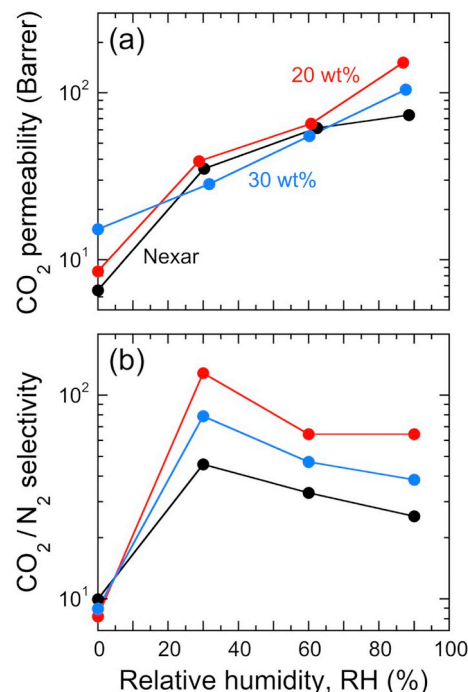 (a)
20 wt%
30 wt%
Nexar
CO₂ permeability (Barrer)
10²
10¹
(b)
CO₂ / N₂ selectivity
10²
10¹
0 20 40 60 80 100
Relative humidity, RH (%)